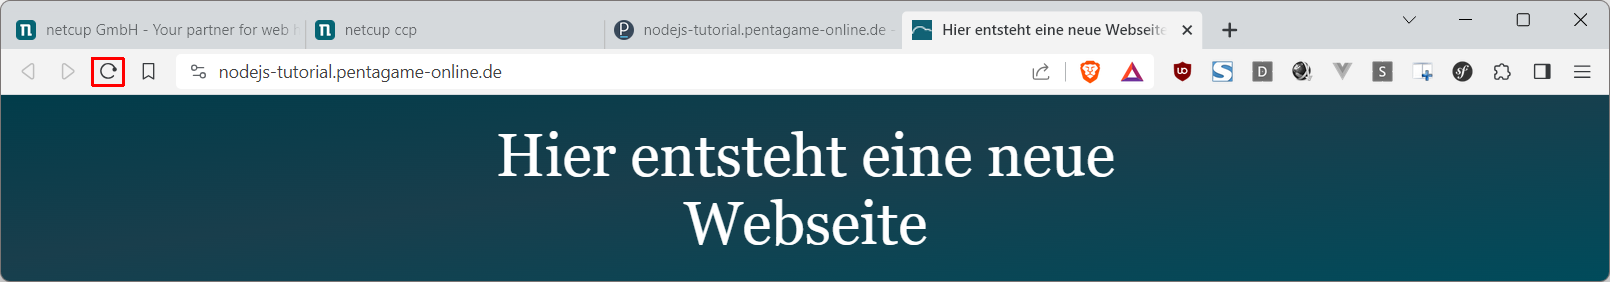 netcup GmbH - Your partner for web h
netcup ccp
nodejs-tutorial.pentagame-online.de -
Hier entsteht eine neue Webseite
nodejs-tutorial.pentagame-online.de
Hier entsteht eine neue
Webseite